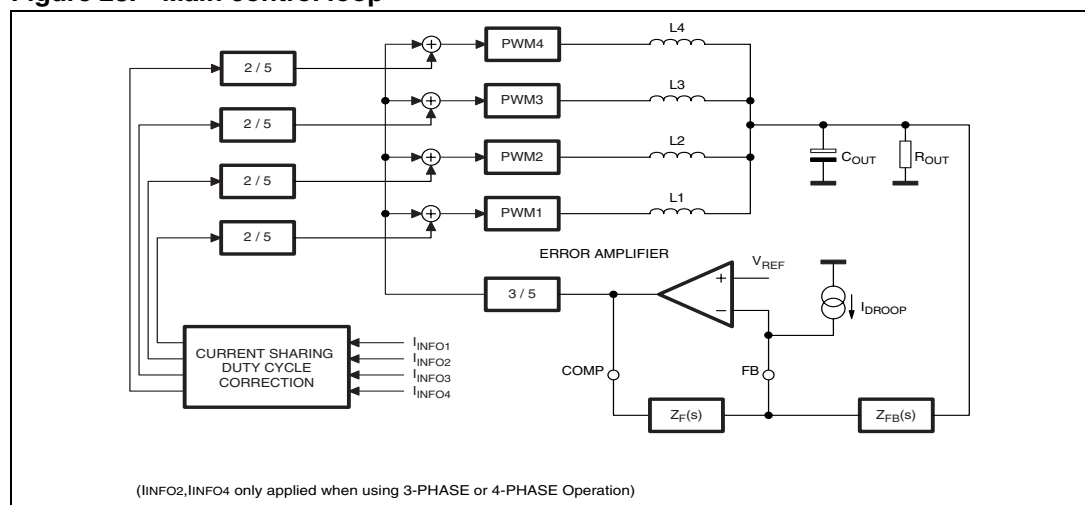 Figure Main control loop
L4
PWM4
2 / 5
L3
PWM3
2 / 5
L2
PWM2
COUT
ROUT
2 / 5
L1
PWM1
2 / 5
ERROR AMPLIFIER
VREF
+
−
3 / 5
IDROOP
CURRENT SHARING
DUTY CYCLE
CORRECTION
IINFO1
IINFO2
IINFO3
IINFO4
COMP
FB
ZF(s)
ZFB(s)
(IINFO2,IINFO4 only applied when using 3-PHASE or 4-PHASE Operation)